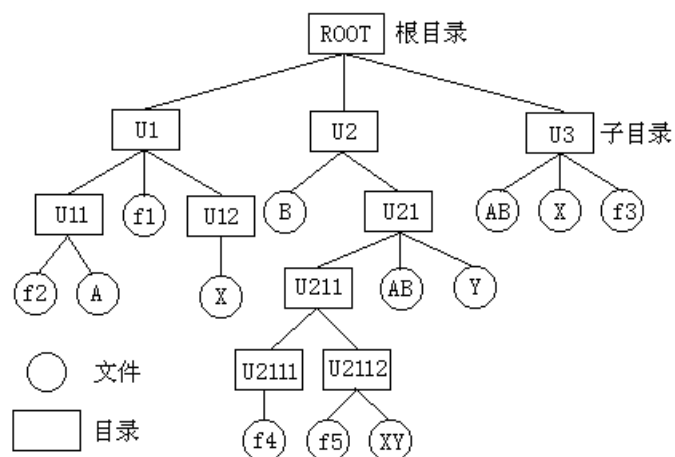 ROOT 根目录
U1 U2 U3 子目录
U11 f1 U12 B U21 AB X f3
f2 A X U211 AB Y
文件 U2111 U2112
目录 f4 f5 XY